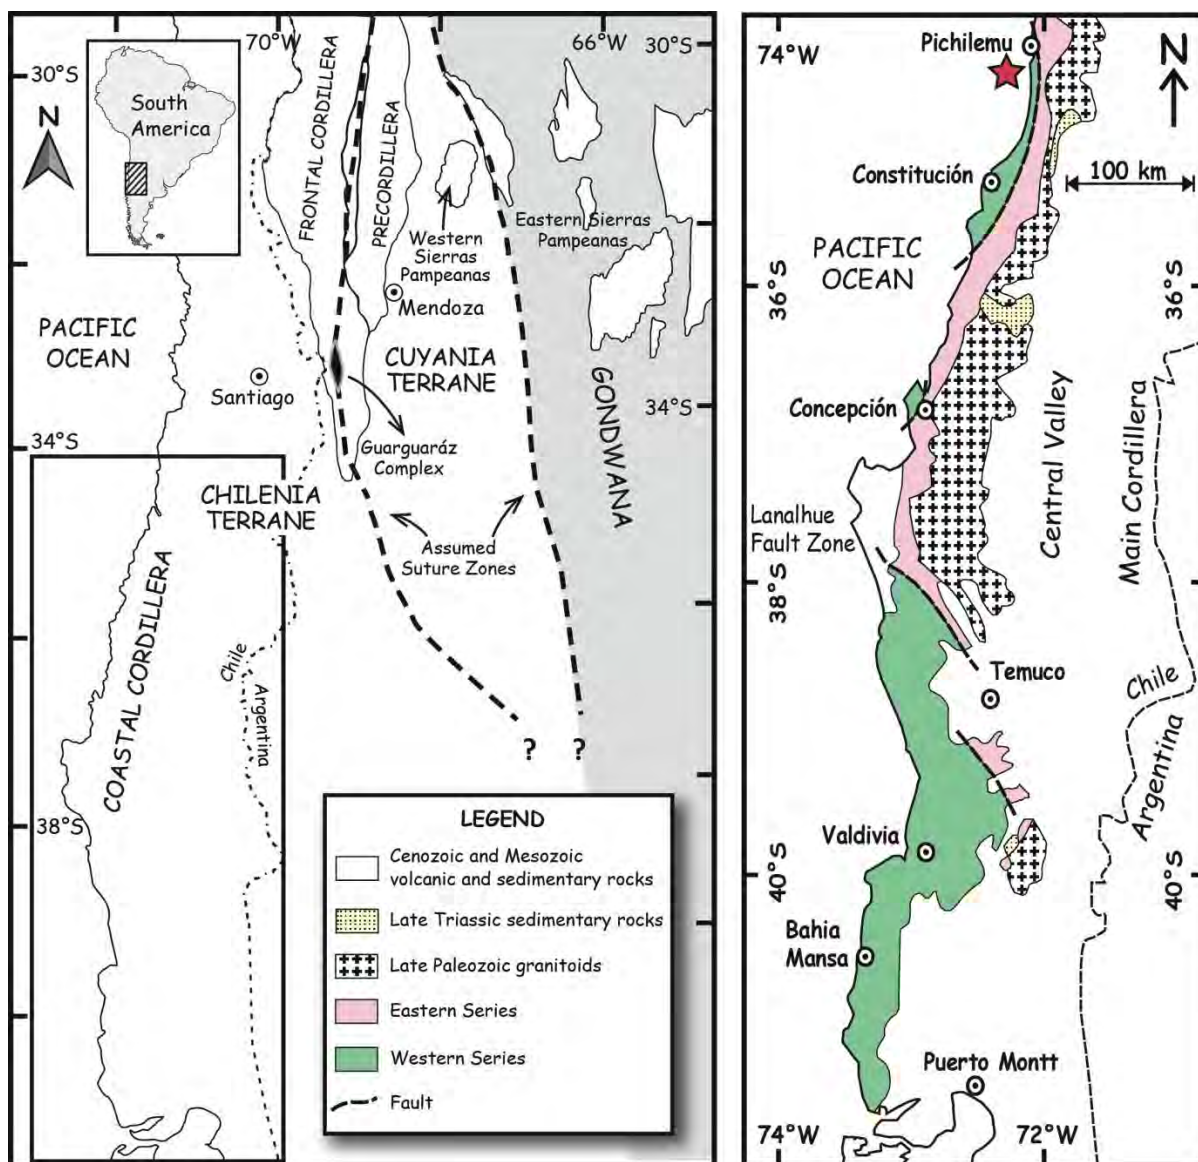 70°W
66°W
30°S
30°S
N
South
America
FRONTAL CORDILLERA
PRECORDILLERA
Western
Sierras
Pampeanas
Eastern Sierras
Pampeanas
Mendoza
PACIFIC
OCEAN
CUYANIA
TERRANE
Santiago
GONDWANA
34°S
34°S
Guarguaráz
Complex
CHILENIA
TERRANE
Assumed
Suture Zones
COASTAL CORDILLERA
Chile
Argentina
? ?
38°S
LEGEND
Cenozoic and Mesozoic
volcanic and sedimentary rocks
Late Triassic sedimentary rocks
Late Paleozoic granitoids
Eastern Series
Western Series
Fault
74°W
Pichilemu
N
Constitución
100 km
PACIFIC
OCEAN
36°S
36°S
Concepción
Central Valley
Main Cordillera
Lanalhue
Fault Zone
38°S
Temuco
Chile
Argentina
Valdivia
40°S
40°S
Bahia
Mansa
Puerto Montt
74°W
72°W